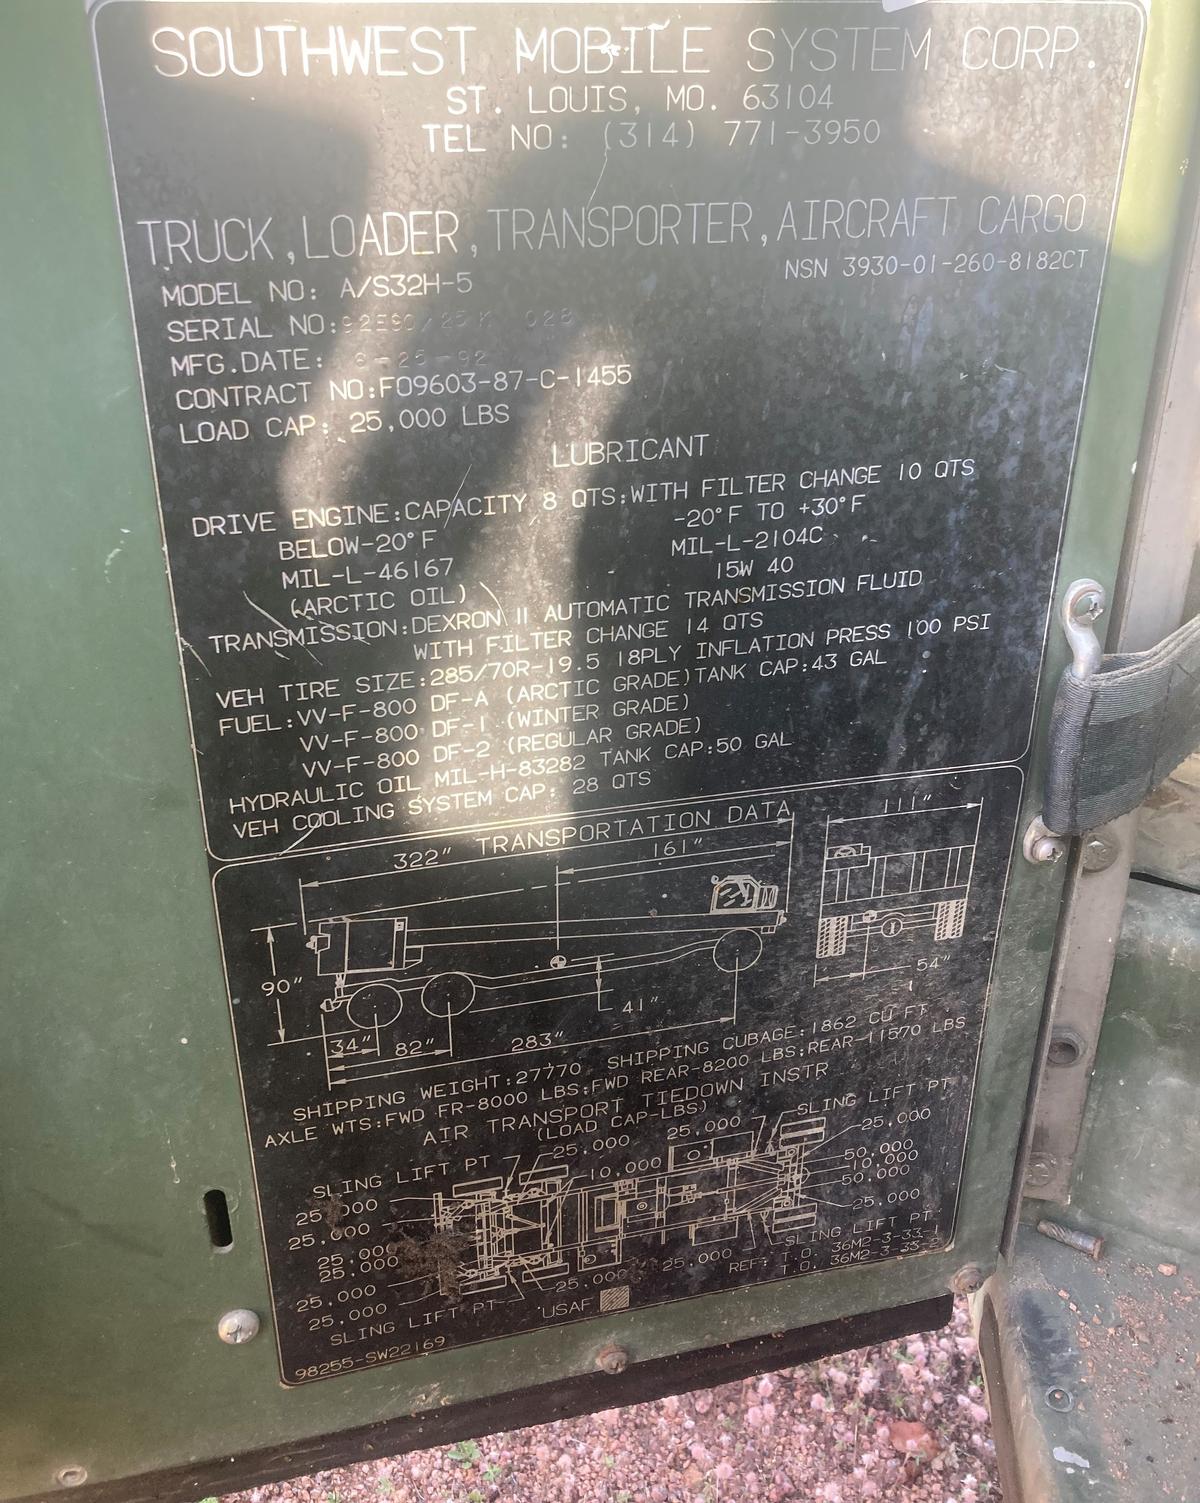 SOUTHWEST MOBILE SYSTEM CORP.
ST. LOUIS, MO. 63104
TEL NO: (314) 771-3950
TRUCK, LOADER, TRANSPORTER, AIRCRAFT CARGO
NSN 3930-01-260-8182CT
MODEL NO: A/S32H-5
SERIAL NO: 028
MFG.DATE: 8-25-92
CONTRACT NO:F09603-87-C-1455
LOAD CAP: 25,000 LBS
LUBRICANT
DRIVE ENGINE:CAPACITY 8 QTS;WITH FILTER CHANGE 10 QTS
BELOW-20°F -20°F TO +30°F
MIL-L-46167 MIL-L-2104C
(ARCTIC OIL) 15W 40
TRANSMISSION:DEXRON II AUTOMATIC TRANSMISSION FLUID
WITH FILTER CHANGE 14 QTS
VEH TIRE SIZE:285/70R-19.5 18PLY INFLATION PRESS 100 PSI
FUEL:VV-F-800 DF-A (ARCTIC GRADE)TANK CAP:43 GAL
VV-F-800 DF-1 (WINTER GRADE)
VV-F-800 DF-2 (REGULAR GRADE)
HYDRAULIC OIL MIL-H-83282 TANK CAP:50 GAL
VEH COOLING SYSTEM CAP: 28 QTS
TRANSPORTATION DATA
322"
161"
111"
90"
41"
54"
34"
82"
283"
SHIPPING WEIGHT:27770 SHIPPING CUBAGE:1862 CU FT
AXLE WTS:FWD FR-8000 LBS;FWD REAR-8200 LBS;REAR-11570 LBS
AIR TRANSPORT TIEDOWN INSTR
(LOAD CAP-LBS)
SLING LIFT PT
25,000
25,000
SLING LIFT PT
25,000
10,000
50,000
10,000
50,000
25,000
25,000
25,000
25,000
25,000
25,000
25,000
SLING LIFT PT
25,000
25,000
SLING LIFT PT
REF: T.O. 36M2-3-33-1
T.O. 36M2-3-33-2
USAF
98255-SW22169